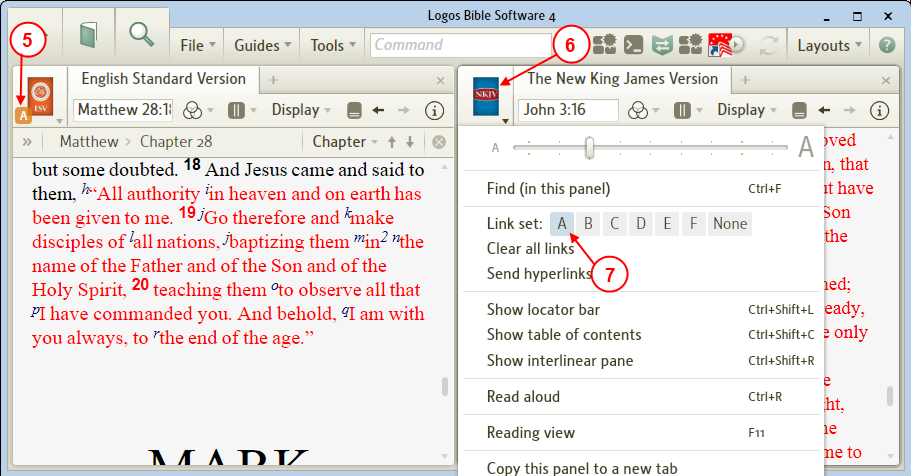 Logos Bible Software 4
5
File Guides Tools Command 6 Layouts ?
English Standard Version +
ESV
A
Matthew 28:18 Display
» Matthew › Chapter 28 Chapter
but some doubted. 18 And Jesus came and said to
them, h“All authority iin heaven and on earth has
been given to me. 19 jGo therefore and kmake
disciples of lall nations, jbaptizing them min2 nthe
name of the Father and of the Son and of the
Holy Spirit, 20 teaching them oto observe all that
pI have commanded you. And behold, qI am with
you always, to rthe end of the age.”
MARK
The New King James Version +
NKJV
John 3:16 Display
A A
Find (in this panel) Ctrl+F
Link set: A B C D E F None
Clear all links
Send hyperlinks
7
Show locator bar Ctrl+Shift+L
Show table of contents Ctrl+Shift+C
Show interlinear pane Ctrl+Shift+R
Read aloud Ctrl+R
Reading view F11
Copy this panel to a new tab
that
have
Son
the
only
me to